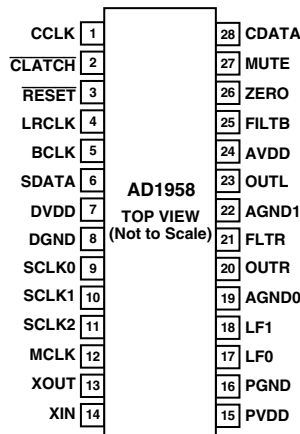 CCLK 1
CLATCH 2
RESET 3
LRCLK 4
BCLK 5
SDATA 6
DVDD 7
DGND 8
SCLK0 9
SCLK1 10
SCLK2 11
MCLK 12
XOUT 13
XIN 14
AD1958
TOP VIEW
(Not to Scale)
28 CDATA
27 MUTE
26 ZERO
25 FILTB
24 AVDD
23 OUTL
22 AGND1
21 FLTR
20 OUTR
19 AGND0
18 LF1
17 LF0
16 PGND
15 PVDD